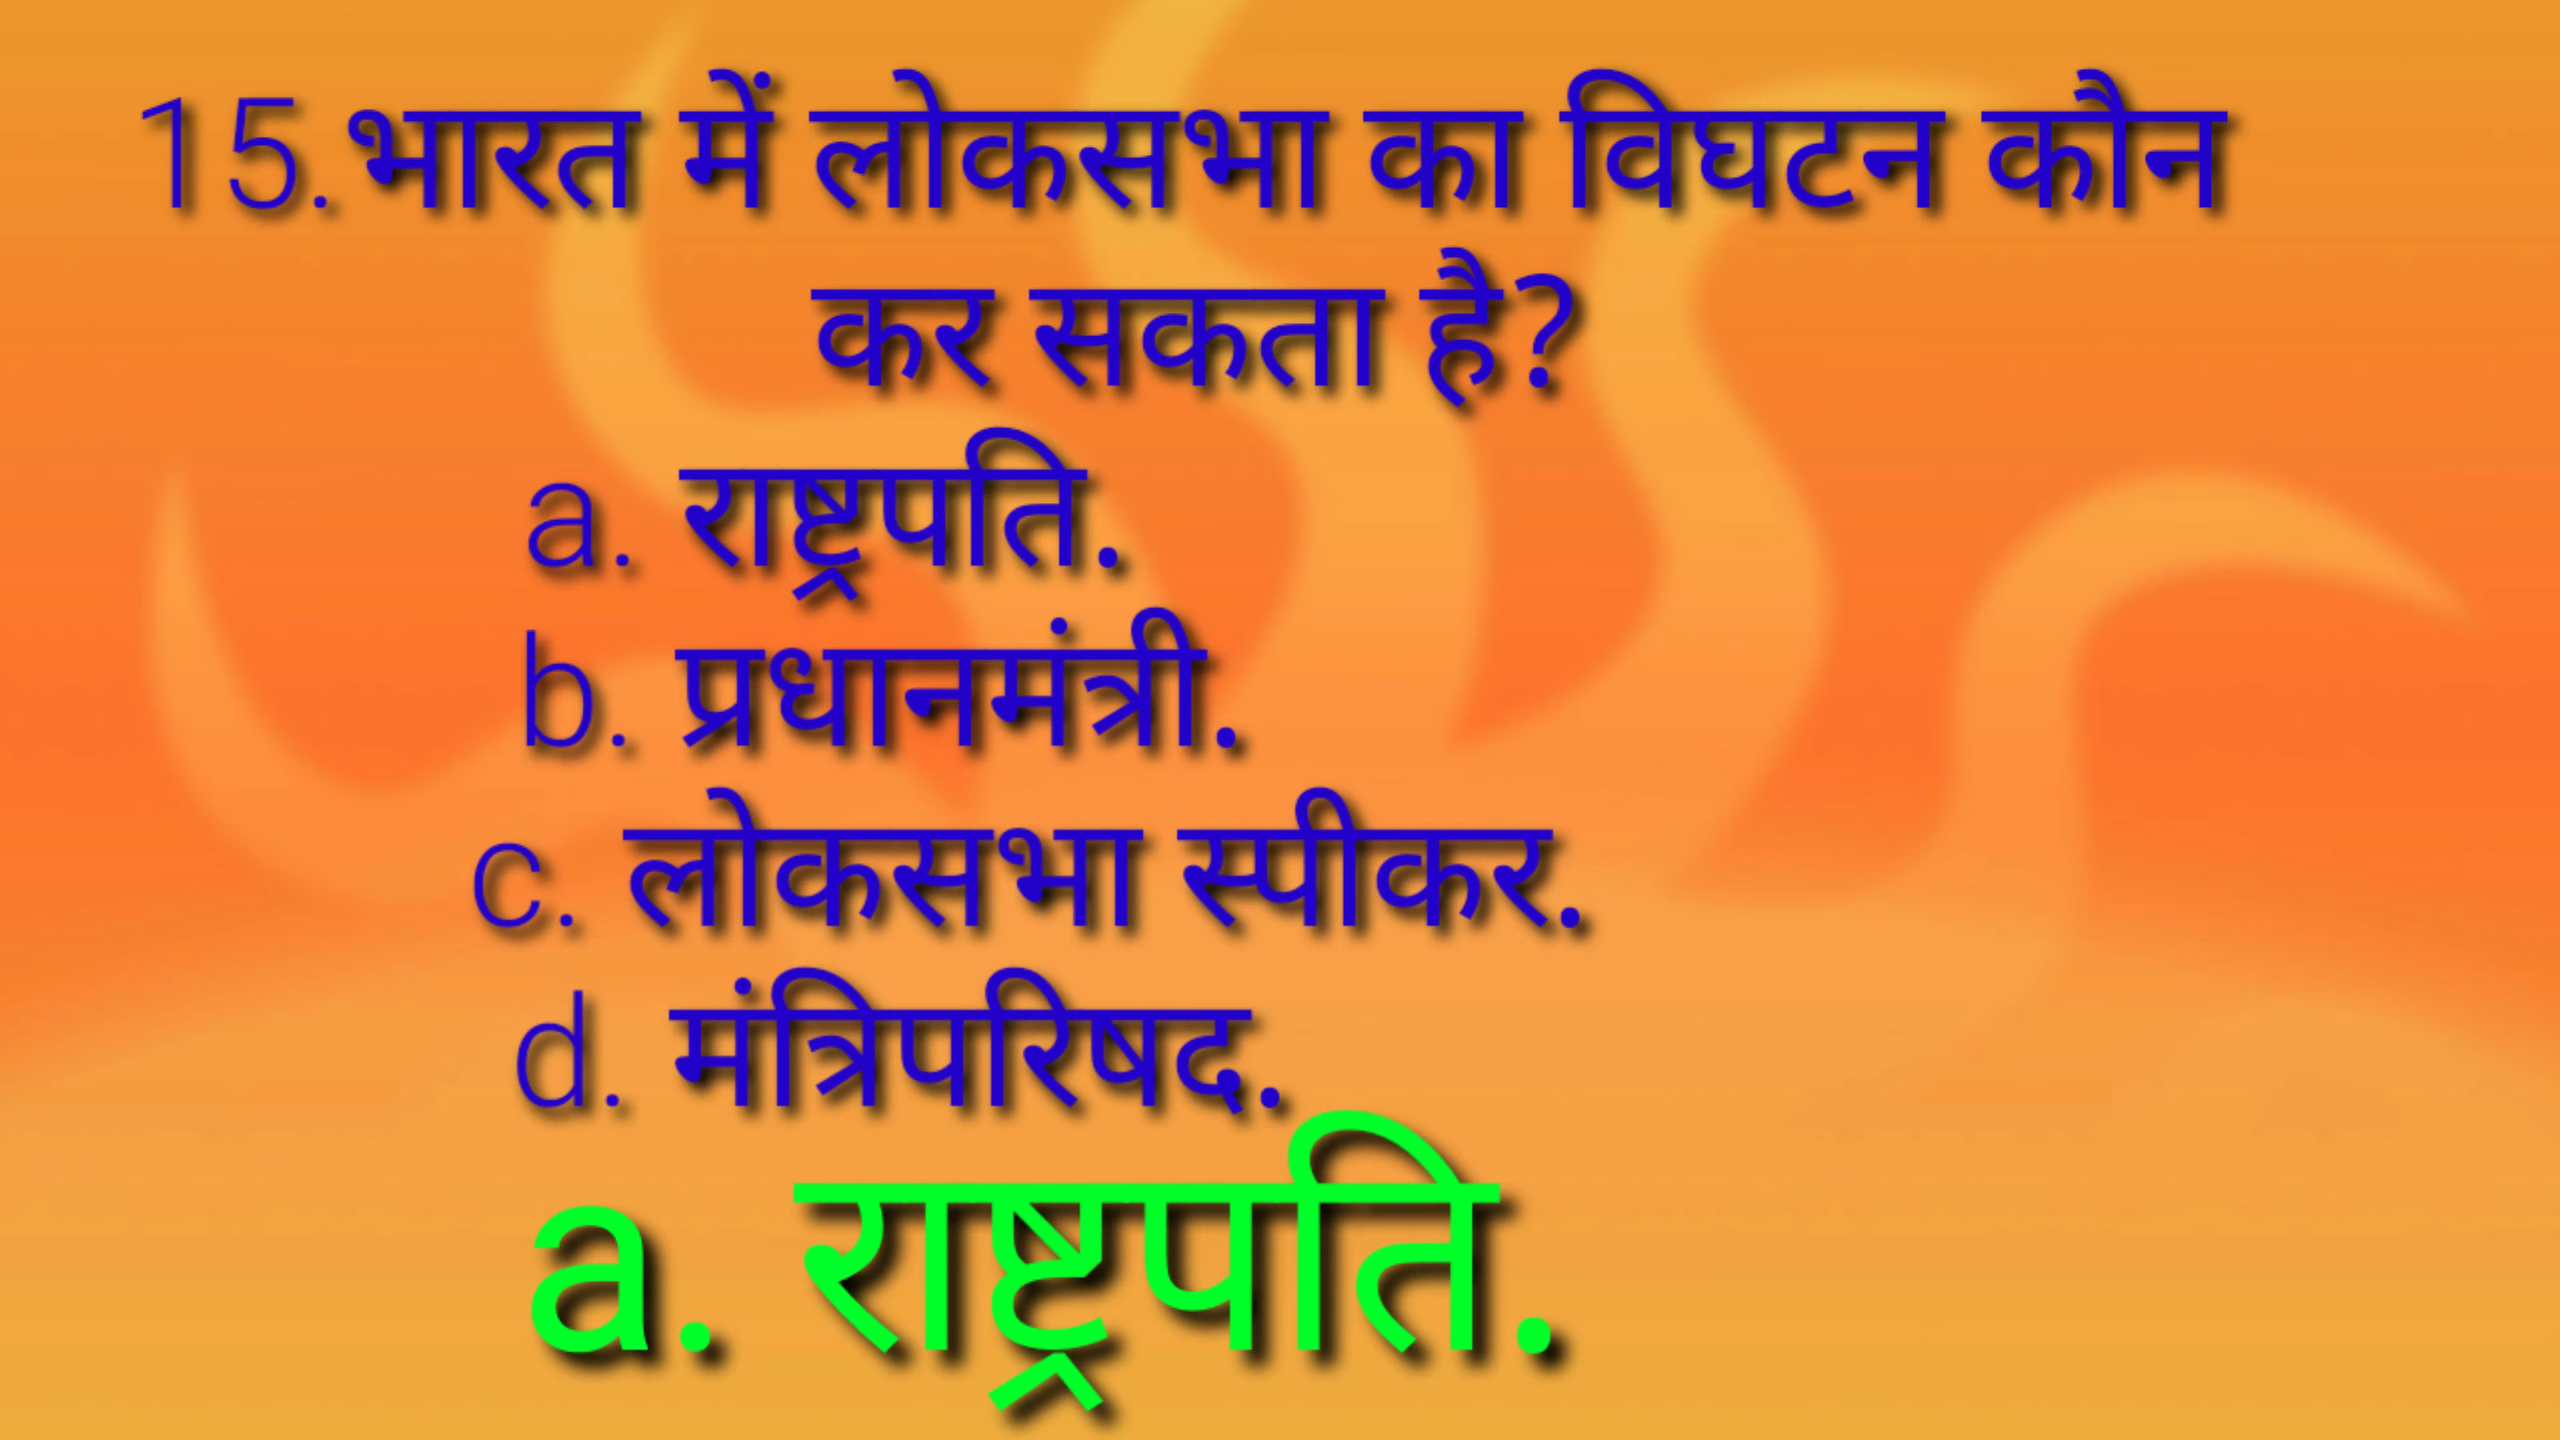 15.भारत में लोकसभा का विघटन कौन
कर सकता है?
a. राष्ट्रपति.
b. प्रधानमंत्री.
c. लोकसभा स्पीकर.
d. मंत्रिपरिषद.
a. राष्ट्रपति.